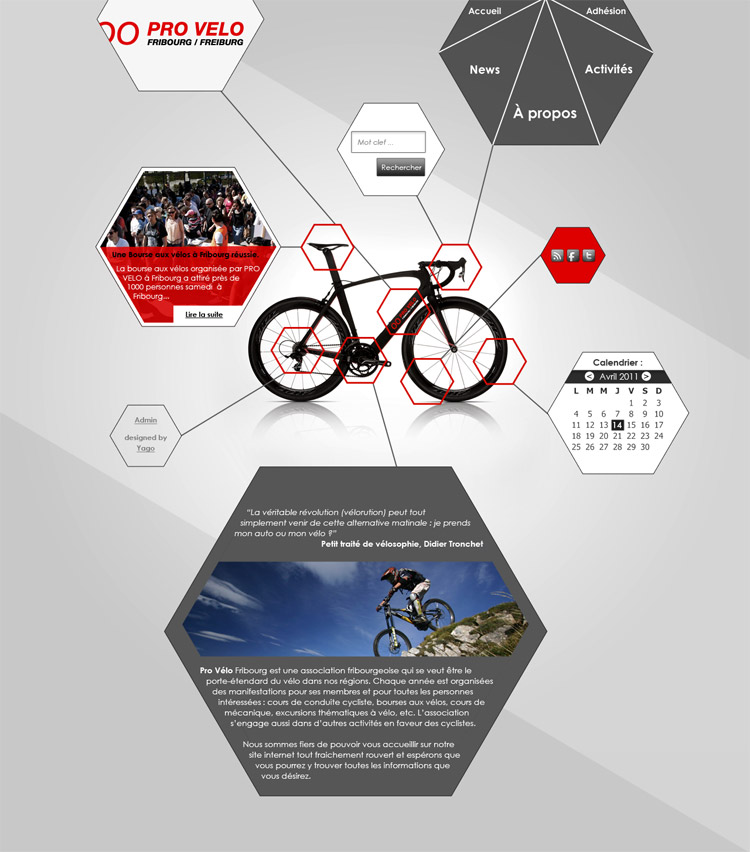 PRO VELO
FRIBOURG / FREIBURG
Accueil
Adhésion
News
Activités
À propos
Mot clef ...
Rechercher
Une Bourse aux vélos à Fribourg réussie.
La bourse aux vélos organisée par PRO
VELO à Fribourg a attiré près de
1000 personnes samedi à
Fribourg...
Lire la suite
Calendrier :
Avril 2011
L M M J V S D
1 2 3
4 5 6 7 8 9 10
11 12 13 14 15 16 17
18 19 20 21 22 23 24
25 26 27 28 29 30
Admin
designed by
Yago
“La véritable révolution (vélorution) peut tout
simplement venir de cette alternative matinale : je prends
mon auto ou mon vélo ?”
Petit traité de vélosophie, Didier Tronchet
Pro Vélo Fribourg est une association fribourgeoise qui se veut être le
porte-étendard du vélo dans nos régions. Chaque année est organisées
des manifestations pour ses membres et pour toutes les personnes
intéressées : cours de conduite cycliste, bourses aux vélos, cours de
mécanique, excursions thématiques à vélo, etc. L’association
s’engage aussi dans d’autres activités en faveur des cyclistes.
Nous sommes fiers de pouvoir vous accueillir sur notre
site internet tout fraichement rouvert et espérons que
vous pourrez y trouver toutes les informations que
vous désirez.